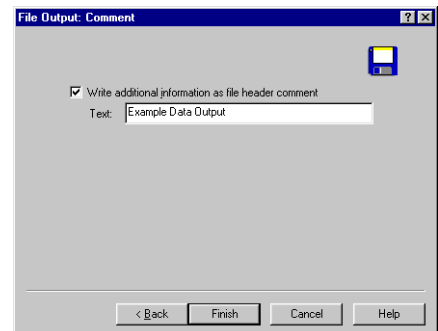 File Output: Comment
Write additional information as file header comment
Text: Example Data Output
< Back Finish Cancel Help